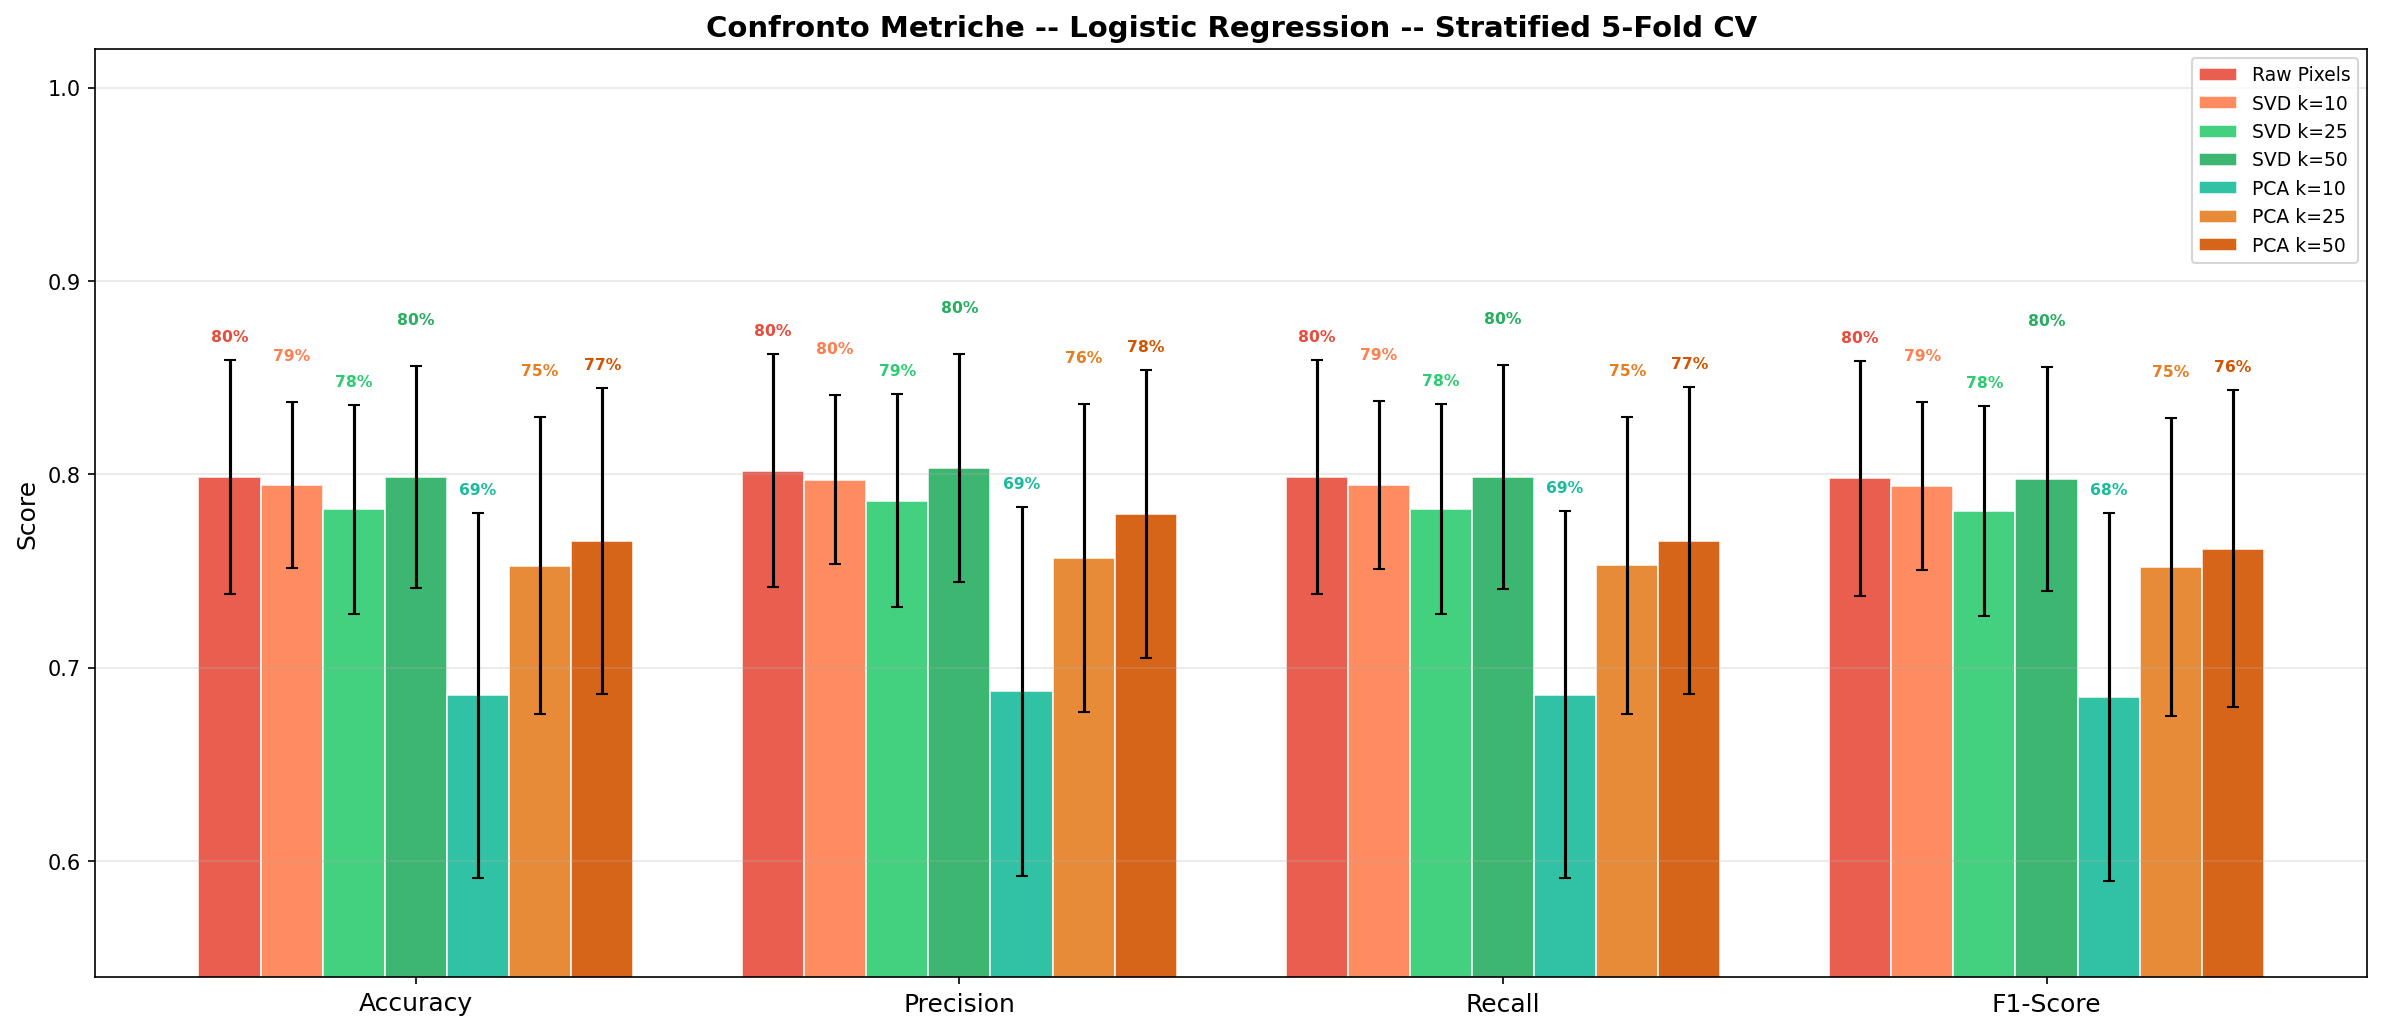 Confronto Metriche -- Logistic Regression -- Stratified 5-Fold CV
Score
1.0
0.9
0.8
0.7
0.6
Raw Pixels
SVD k=10
SVD k=25
SVD k=50
PCA k=10
PCA k=25
PCA k=50
80% 79% 78% 80% 69% 75% 77%
80% 80% 79% 80% 69% 76% 78%
80% 79% 78% 80% 69% 75% 77%
80% 79% 78% 80% 68% 75% 76%
Accuracy
Precision
Recall
F1-Score